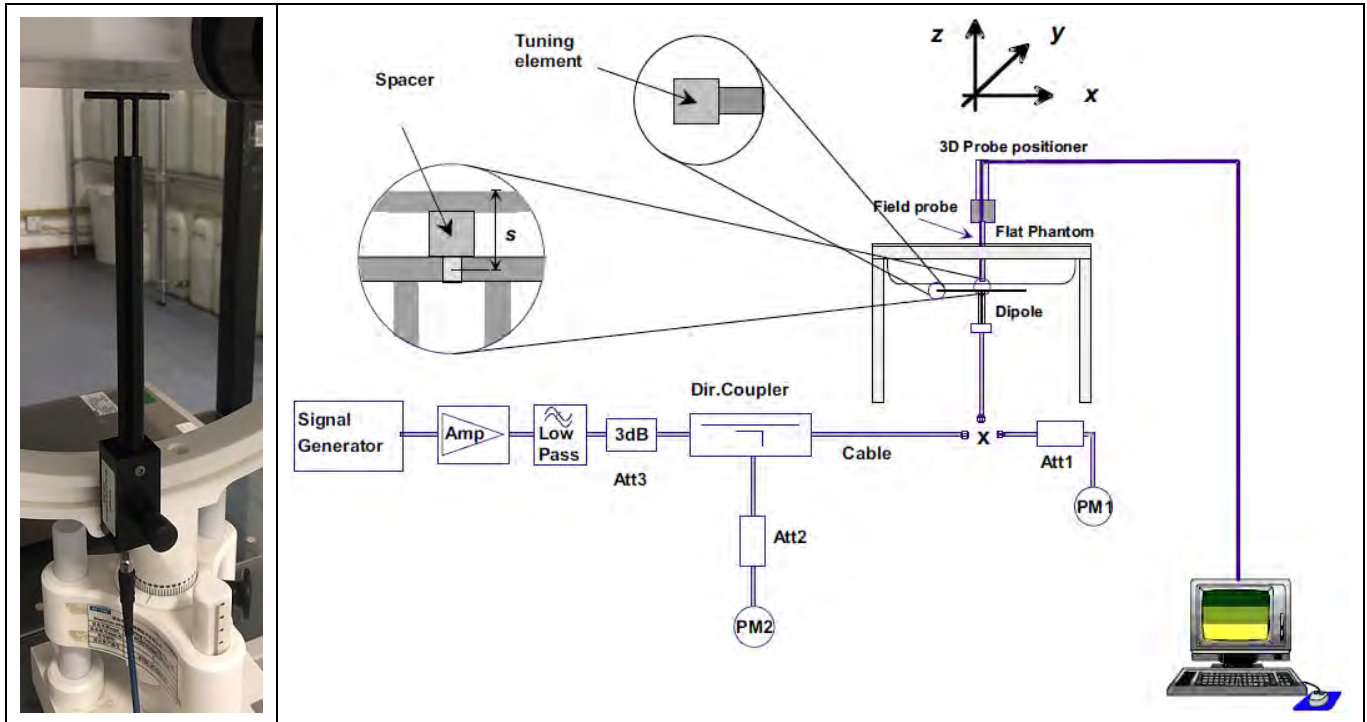 Spacer
Tuning
element
z
y
x
3D Probe positioner
Field probe
Flat Phantom
s
Dipole
Dir.Coupler
Signal
Generator
Amp
Low
Pass
3dB
Att3
Cable
x
Att1
PM1
Att2
PM2